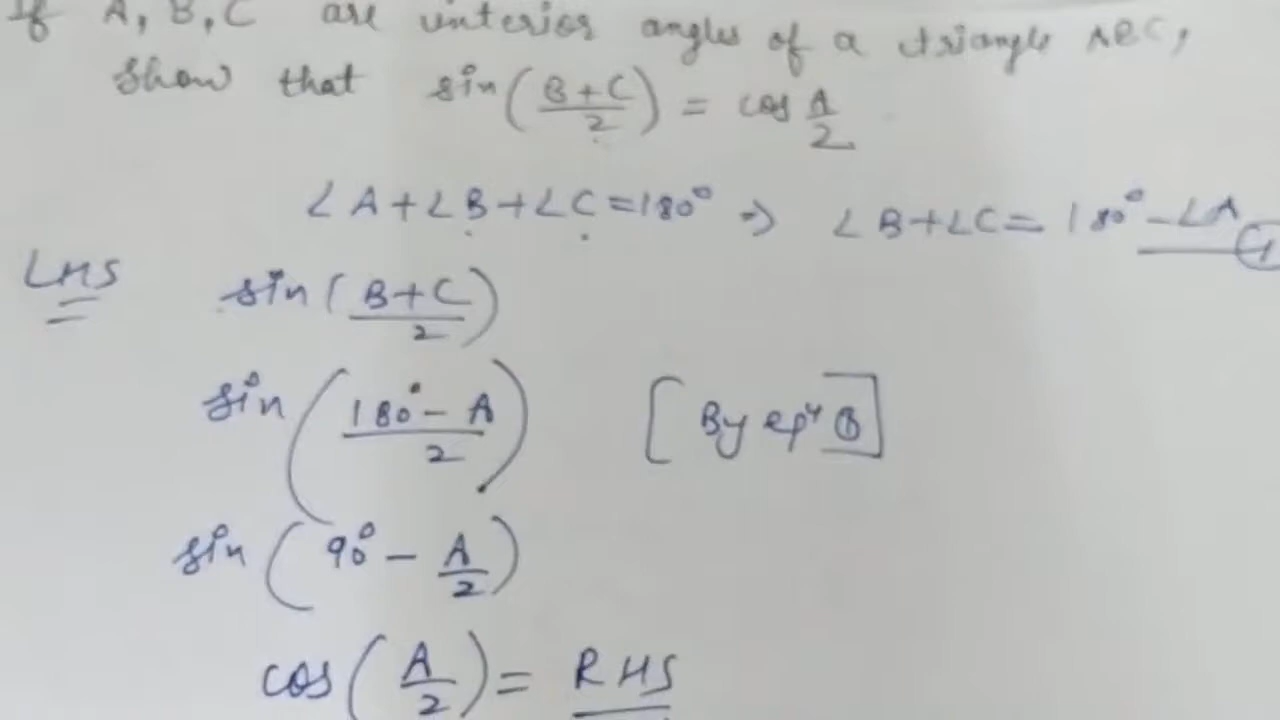 If A, B, C are interior angles of a triangle ABC,
show that sin(B+C/2) = cos A/2
∠A+∠B+∠C=180° ⇒ ∠B+∠C= 180°-∠A
LHS sin(B+C/2)
sin(180°-A/2) [By eqn ①]
sin(90°-A/2)
cos(A/2)= RHS